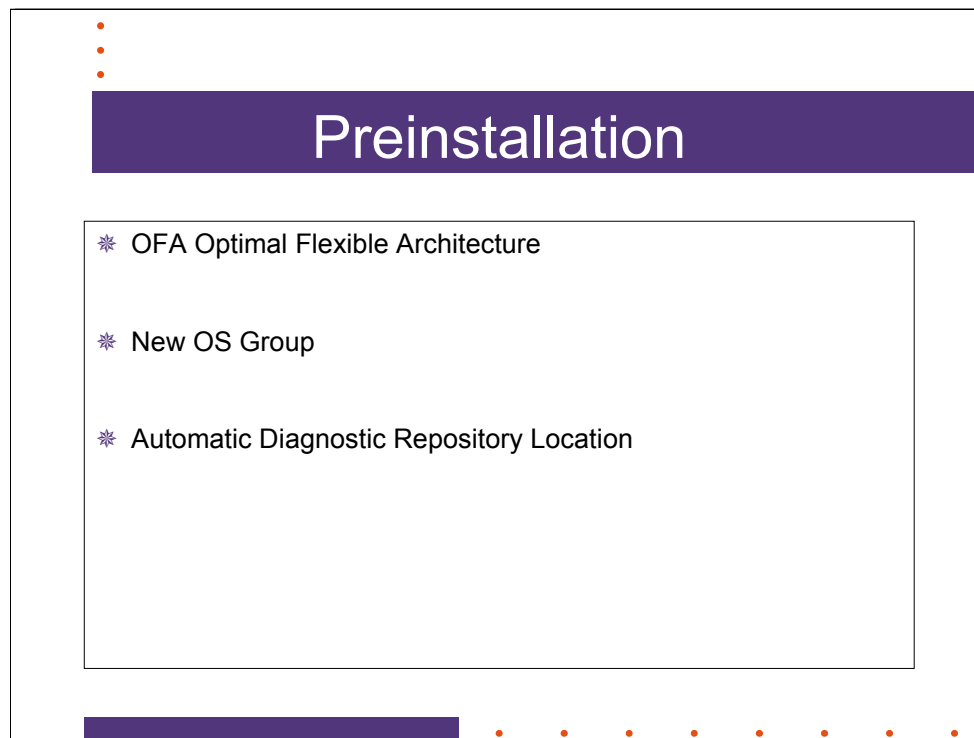 Preinstallation
OFA Optimal Flexible Architecture
New OS Group
Automatic Diagnostic Repository Location